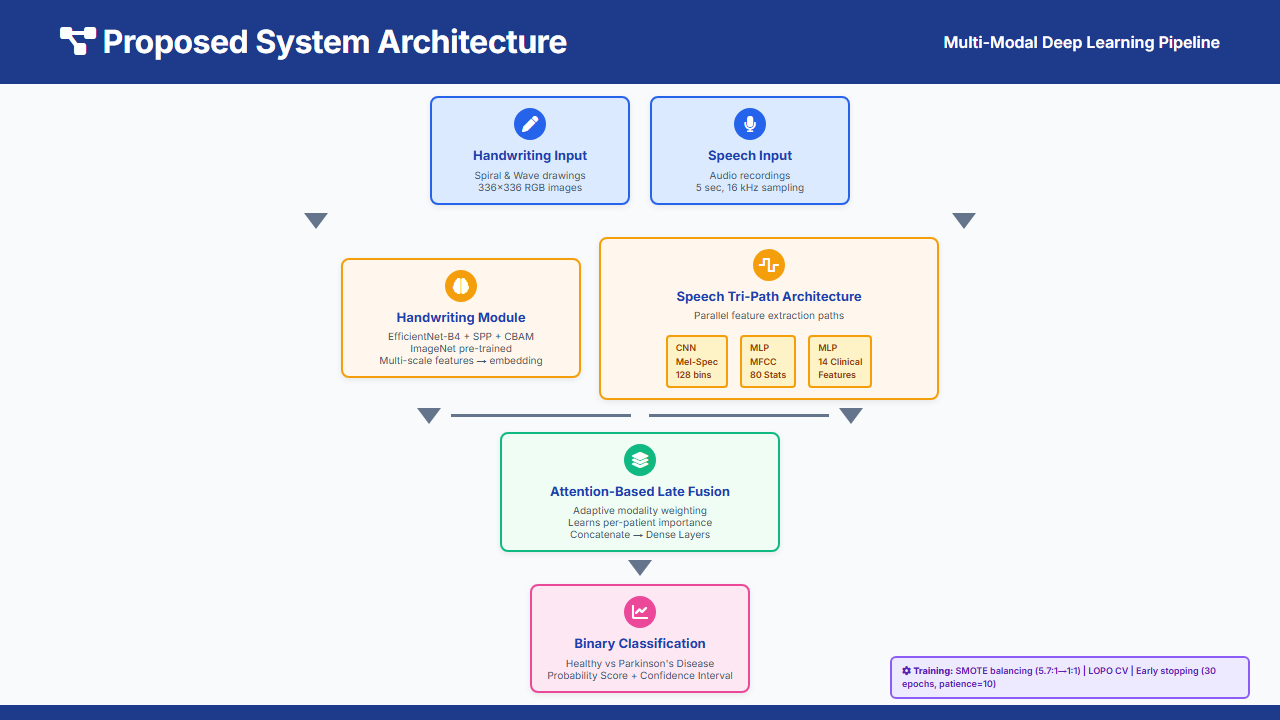 Proposed System Architecture
Multi-Modal Deep Learning Pipeline
Handwriting Input
Spiral & Wave drawings
336×336 RGB images
Speech Input
Audio recordings
5 sec, 16 kHz sampling
Handwriting Module
EfficientNet-B4 + SPP + CBAM
ImageNet pre-trained
Multi-scale features → embedding
Speech Tri-Path Architecture
Parallel feature extraction paths
CNN
Mel-Spec
128 bins
MLP
MFCC
80 Stats
MLP
14 Clinical
Features
Attention-Based Late Fusion
Adaptive modality weighting
Learns per-patient importance
Concatenate → Dense Layers
Binary Classification
Healthy vs Parkinson's Disease
Probability Score + Confidence Interval
Training: SMOTE balancing (5.7:1→1:1) | LOPO CV | Early stopping (30
epochs, patience=10)